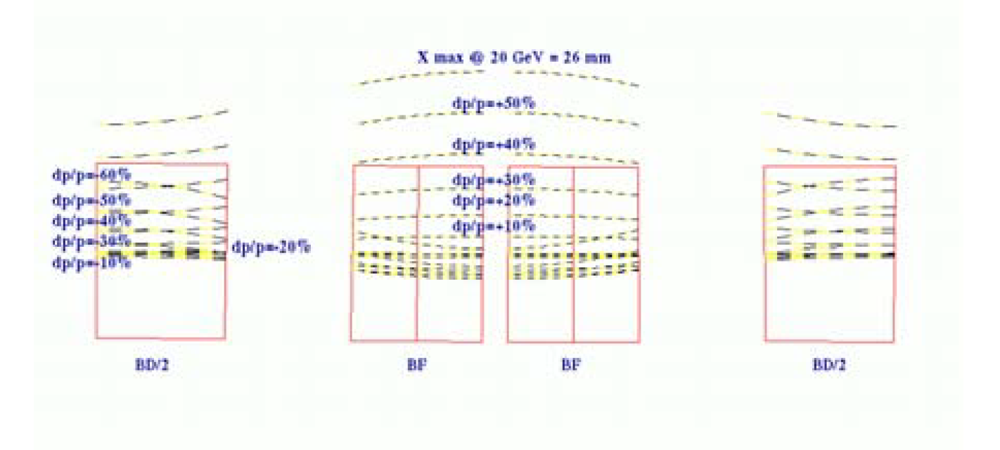 X max @ 20 GeV = 26 mm
dp/p=+50%
dp/p=+40%
dp/p=-60%
dp/p=+30%
dp/p=-50%
dp/p=+20%
dp/p=-40%
dp/p=+10%
dp/p=-30%
dp/p=-20%
dp/p=-10%
BD/2
BF
BF
BD/2